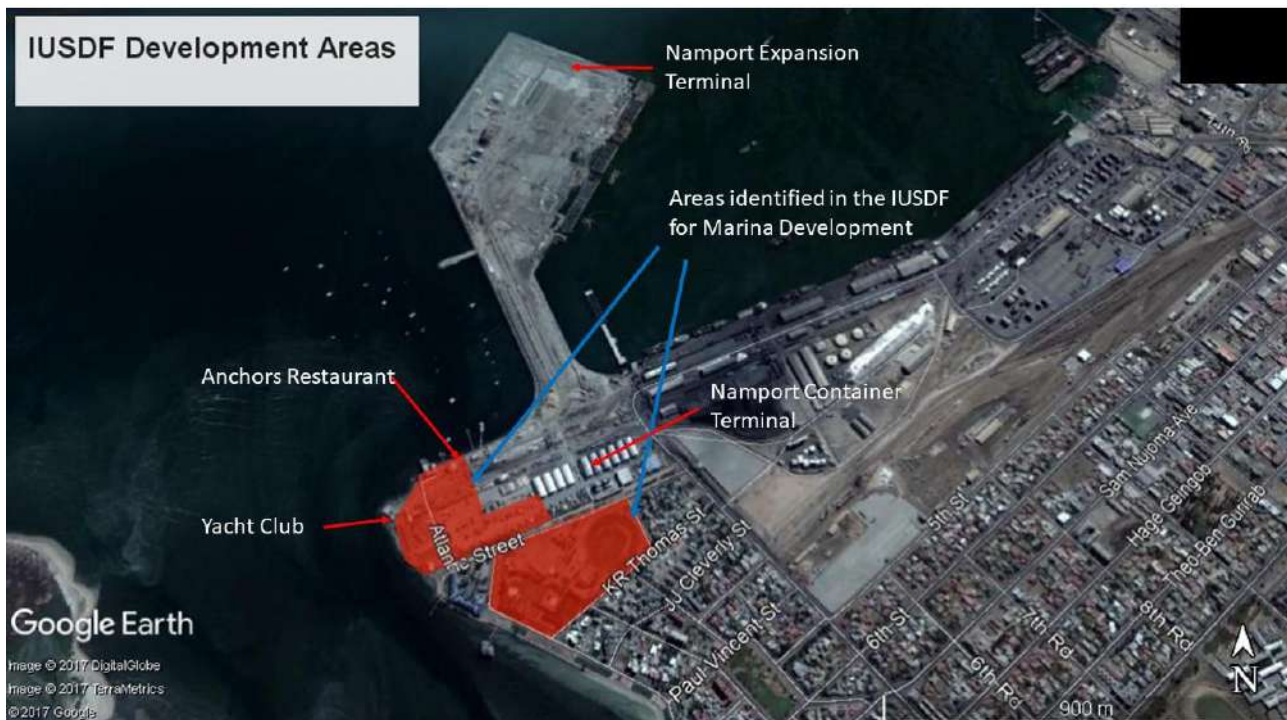 IUSDF Development Areas
Namport Expansion
Terminal
Areas identified in the IUSDF
for Marina Development
Anchors Restaurant
Namport Container
Terminal
Yacht Club
Street
KR Thomas St
JJ Cleverly St
Paul Vincent St
5th St
6th St
Sam Nujoma Ave
Hage Geingob
Theo Ben Gurirab
6th Rd
7th Rd
8th Rd
Google Earth
Image © 2017 DigitalGlobe
Image © 2017 TerraMetrics
©2017 Google
N
900 m